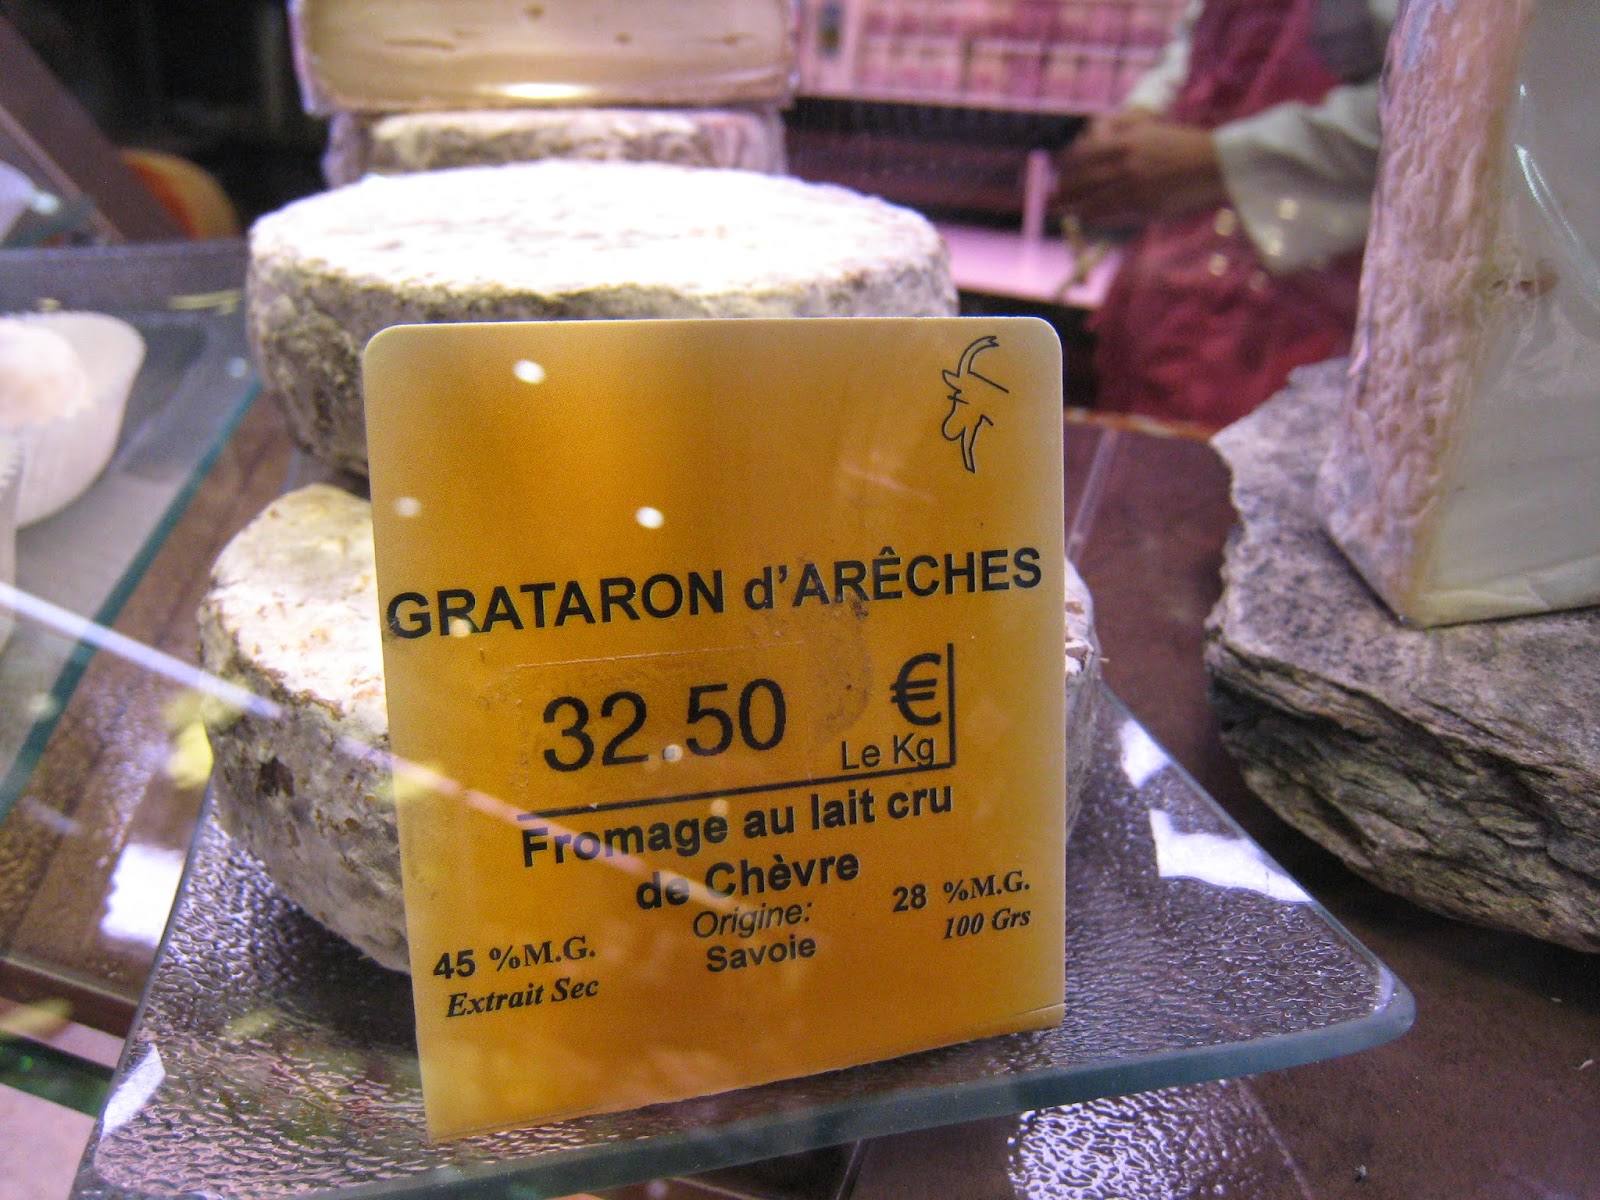 GRATARON d'ARÊCHES
32.50 €
Le Kg
Fromage au lait cru
de Chèvre
Origine:
Savoie
45 %M.G.
Extrait Sec
28 %M.G.
100 Grs